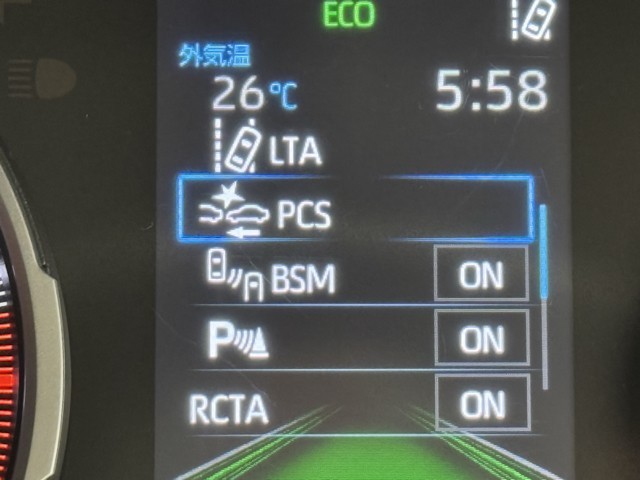 ECO
外気温
26℃ 5:58
LTA
PCS
BSM ON
P ON
RCTA ON